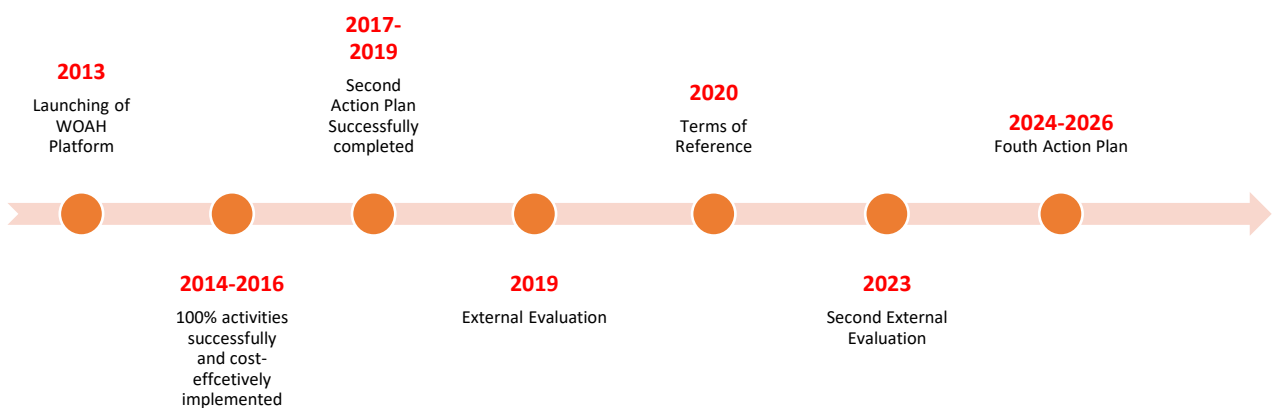 2013
Launching of
WOAH
Platform
2014-2016
100% activities
successfully
and cost-
effcetively
implemented
2017-
2019
Second
Action Plan
Successfully
completed
2019
External Evaluation
2020
Terms of
Reference
2023
Second External
Evaluation
2024-2026
Fouth Action Plan